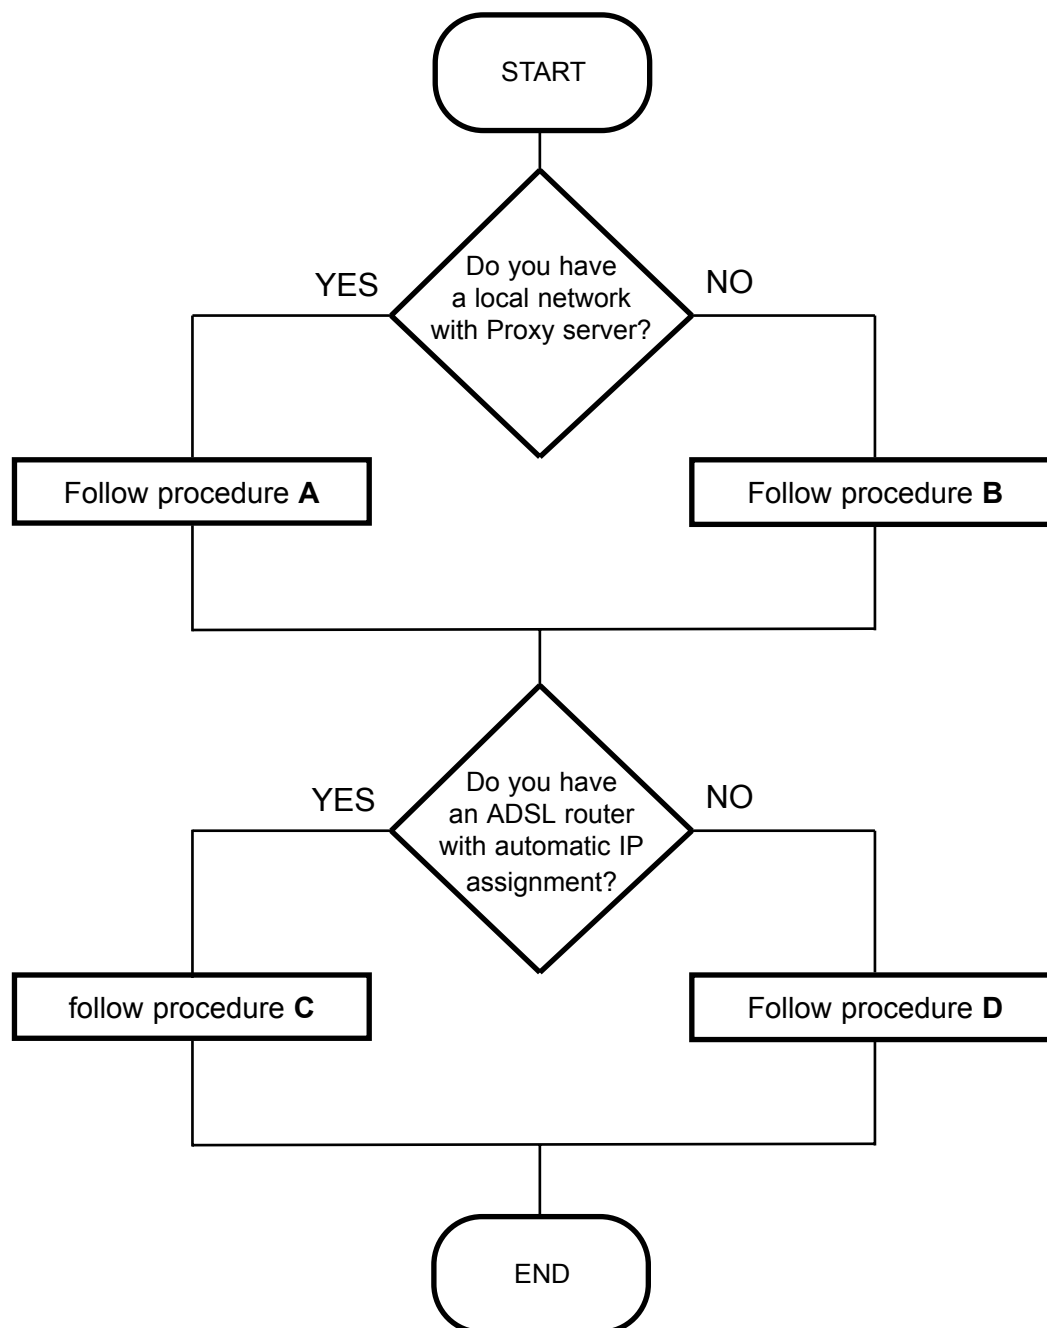 START
YES
Do you have
a local network
with Proxy server?
NO
Follow procedure A
Follow procedure B
YES
Do you have
an ADSL router
with automatic IP
assignment?
NO
follow procedure C
Follow procedure D
END